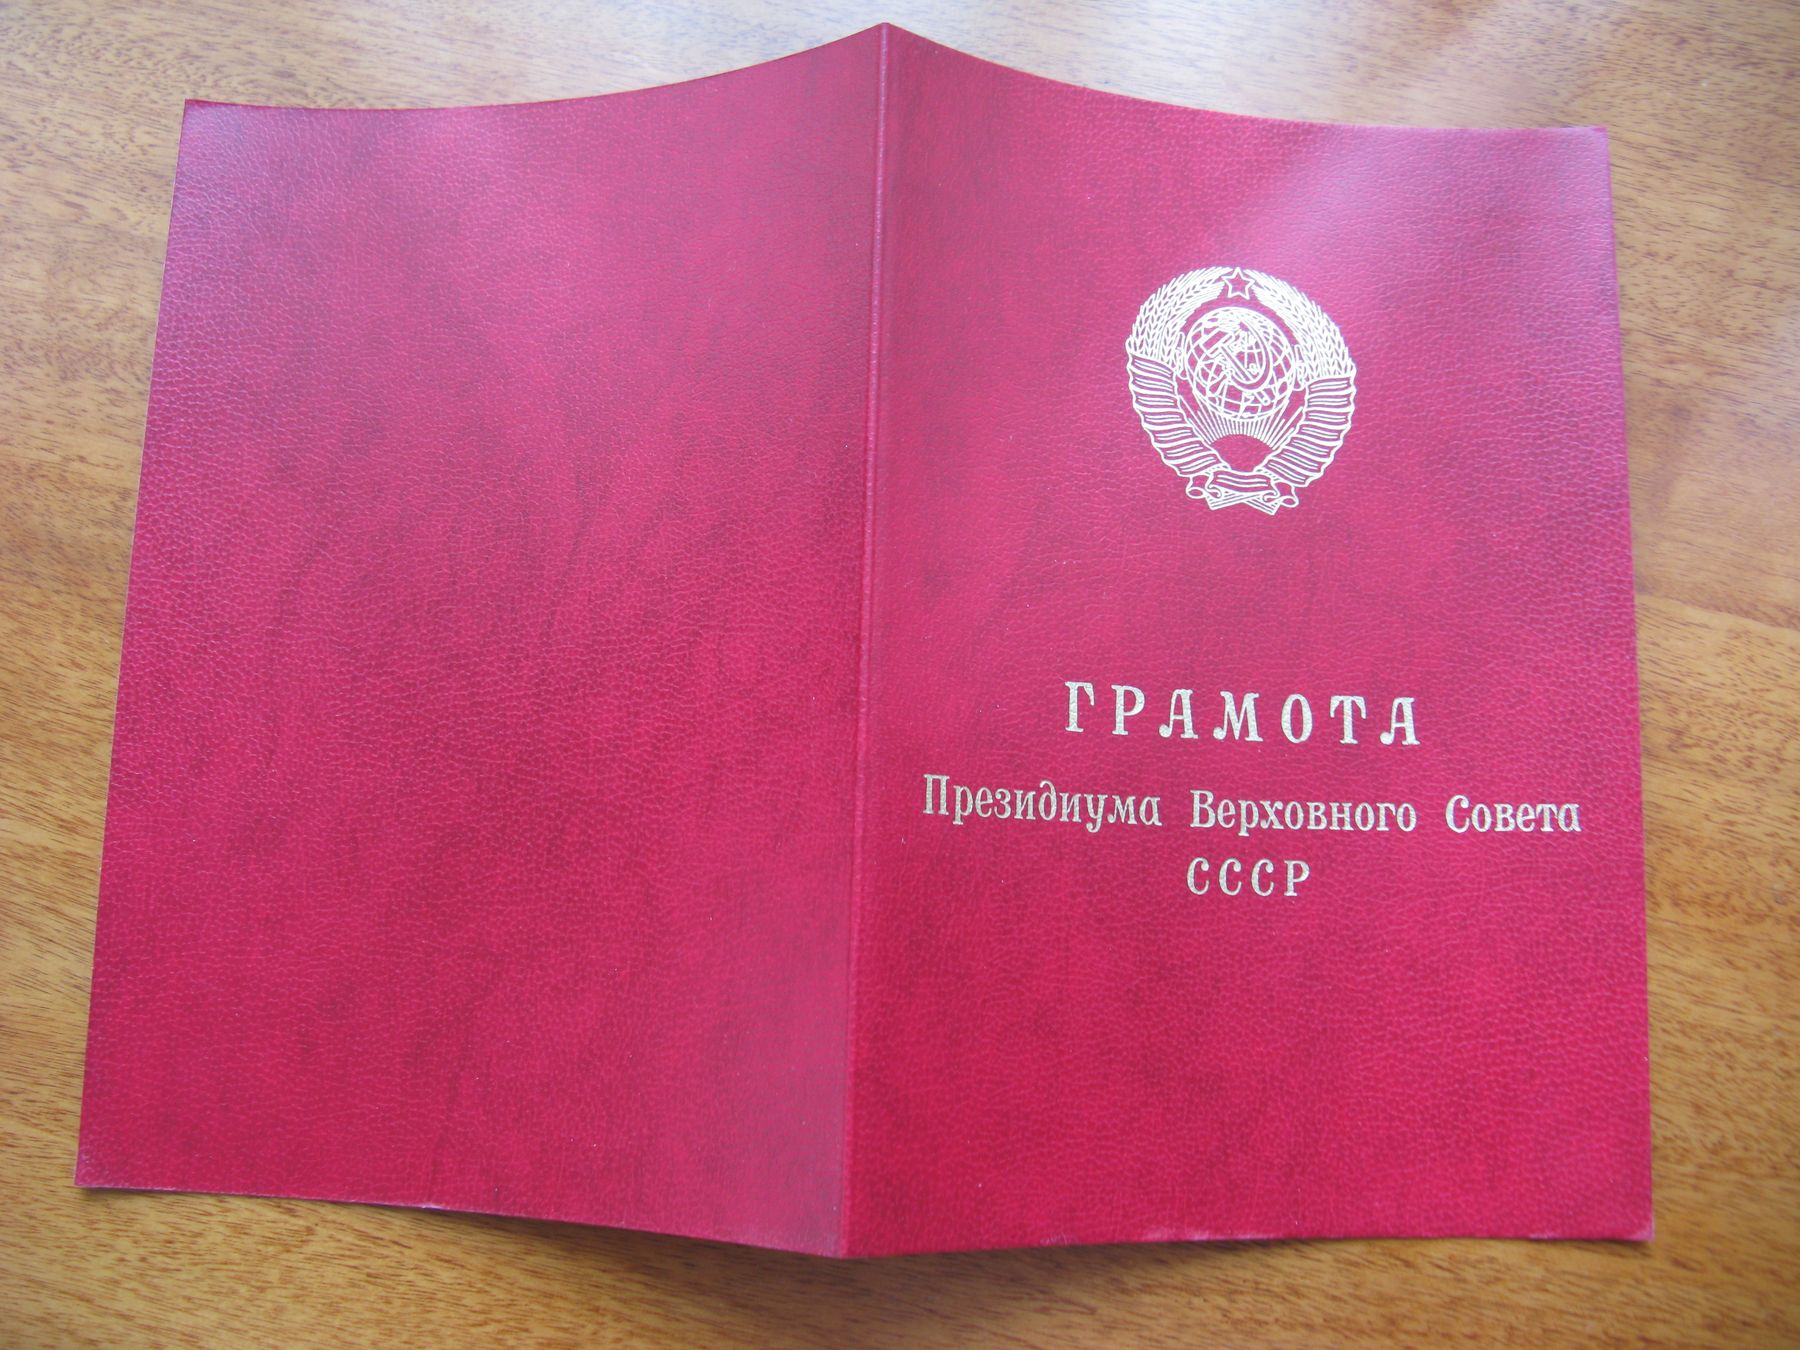 ГРАМОТА
Президиума Верховного Совета
СССР